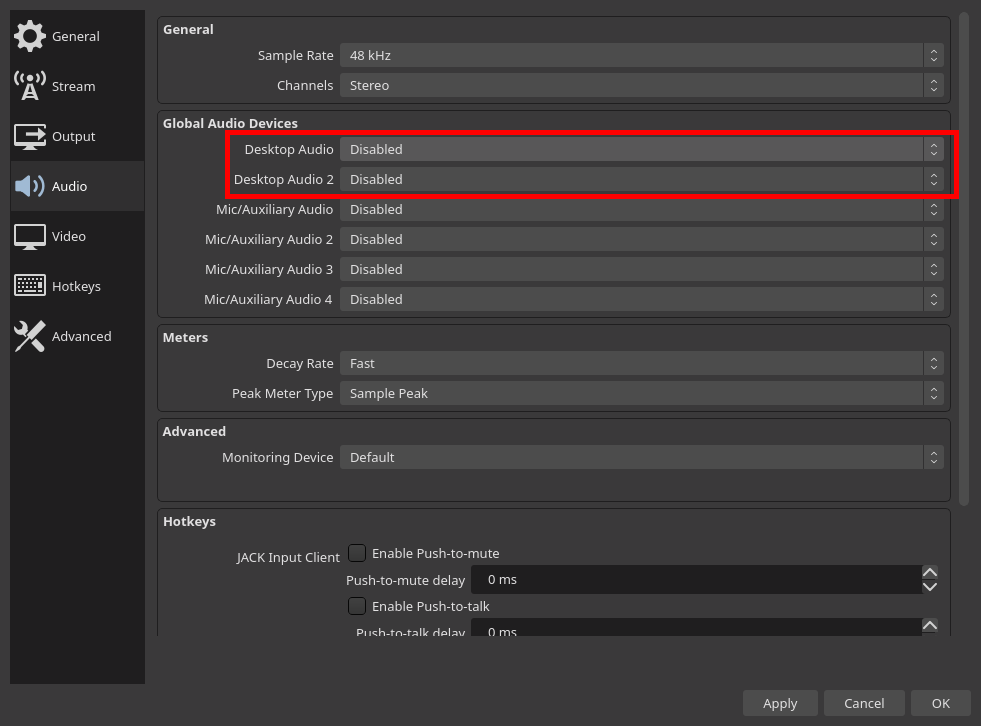 General
Stream
Output
Audio
Video
Hotkeys
Advanced
General
Sample Rate 48 kHz
Channels Stereo
Global Audio Devices
Desktop Audio Disabled
Desktop Audio 2 Disabled
Mic/Auxiliary Audio Disabled
Mic/Auxiliary Audio 2 Disabled
Mic/Auxiliary Audio 3 Disabled
Mic/Auxiliary Audio 4 Disabled
Meters
Decay Rate Fast
Peak Meter Type Sample Peak
Advanced
Monitoring Device Default
Hotkeys
JACK Input Client Enable Push-to-mute
Push-to-mute delay 0 ms
Enable Push-to-talk
Push-to-talk delay 0 ms
Apply Cancel OK